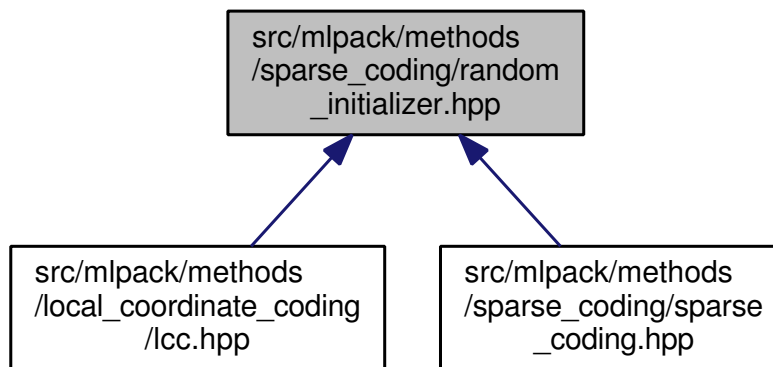 src/mlpack/methods
/sparse_coding/random
_initializer.hpp
src/mlpack/methods
/local_coordinate_coding
/lcc.hpp
src/mlpack/methods
/sparse_coding/sparse
_coding.hpp